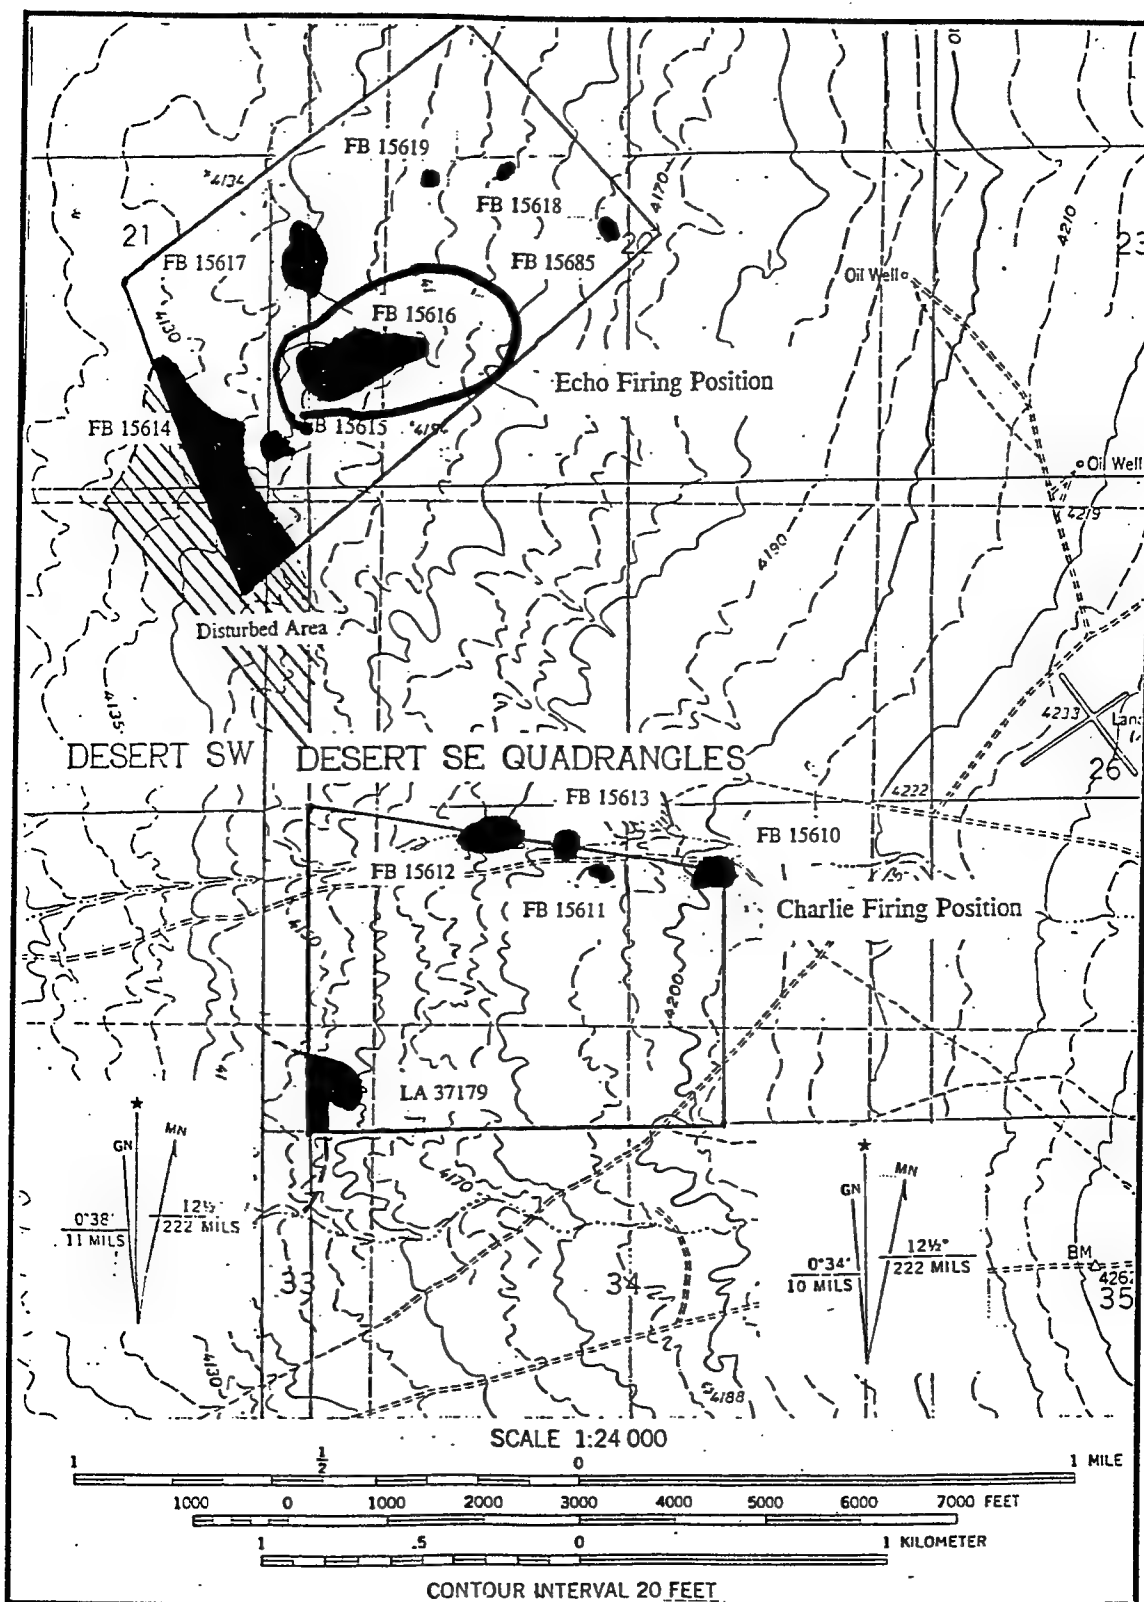 FB 15619
4134
4170
FB 15618
21
22
4210
23
FB 15617
FB 15685
Oil Well
FB 15616
4130
Echo Firing Position
FB 15614
FB 15615
Oil Well
4219
4190
Disturbed Area
4135
4233
DESERT SW DESERT SE QUADRANGLES
26
FB 15613
4222
FB 15610
FB 15612
FB 15611
Charlie Firing Position
4200
41
LA 37179
GN MN
GN MN
4170
0°38'
11 MILS
12½°
222 MILS
0°34'
10 MILS
12½°
222 MILS
BM
4262
33
34
35
4130
4188
SCALE 1:24 000
1 ½ 0 1 MILE
1000 0 1000 2000 3000 4000 5000 6000 7000 FEET
1 .5 0 1 KILOMETER
CONTOUR INTERVAL 20 FEET